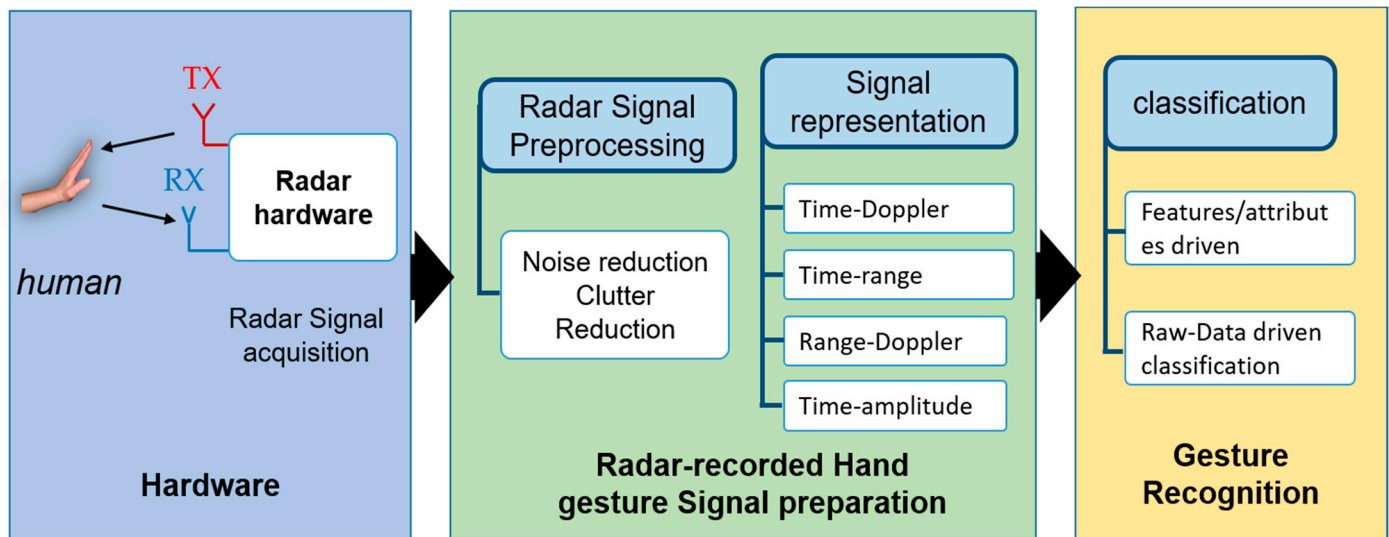 TX
RX
Radar
hardware
human
Radar Signal
acquisition
Hardware
Radar Signal
Preprocessing
Noise reduction
Clutter
Reduction
Signal
representation
Time-Doppler
Time-range
Range-Doppler
Time-amplitude
Radar-recorded Hand
gesture Signal preparation
classification
Features/attribut
es driven
Raw-Data driven
classification
Gesture
Recognition